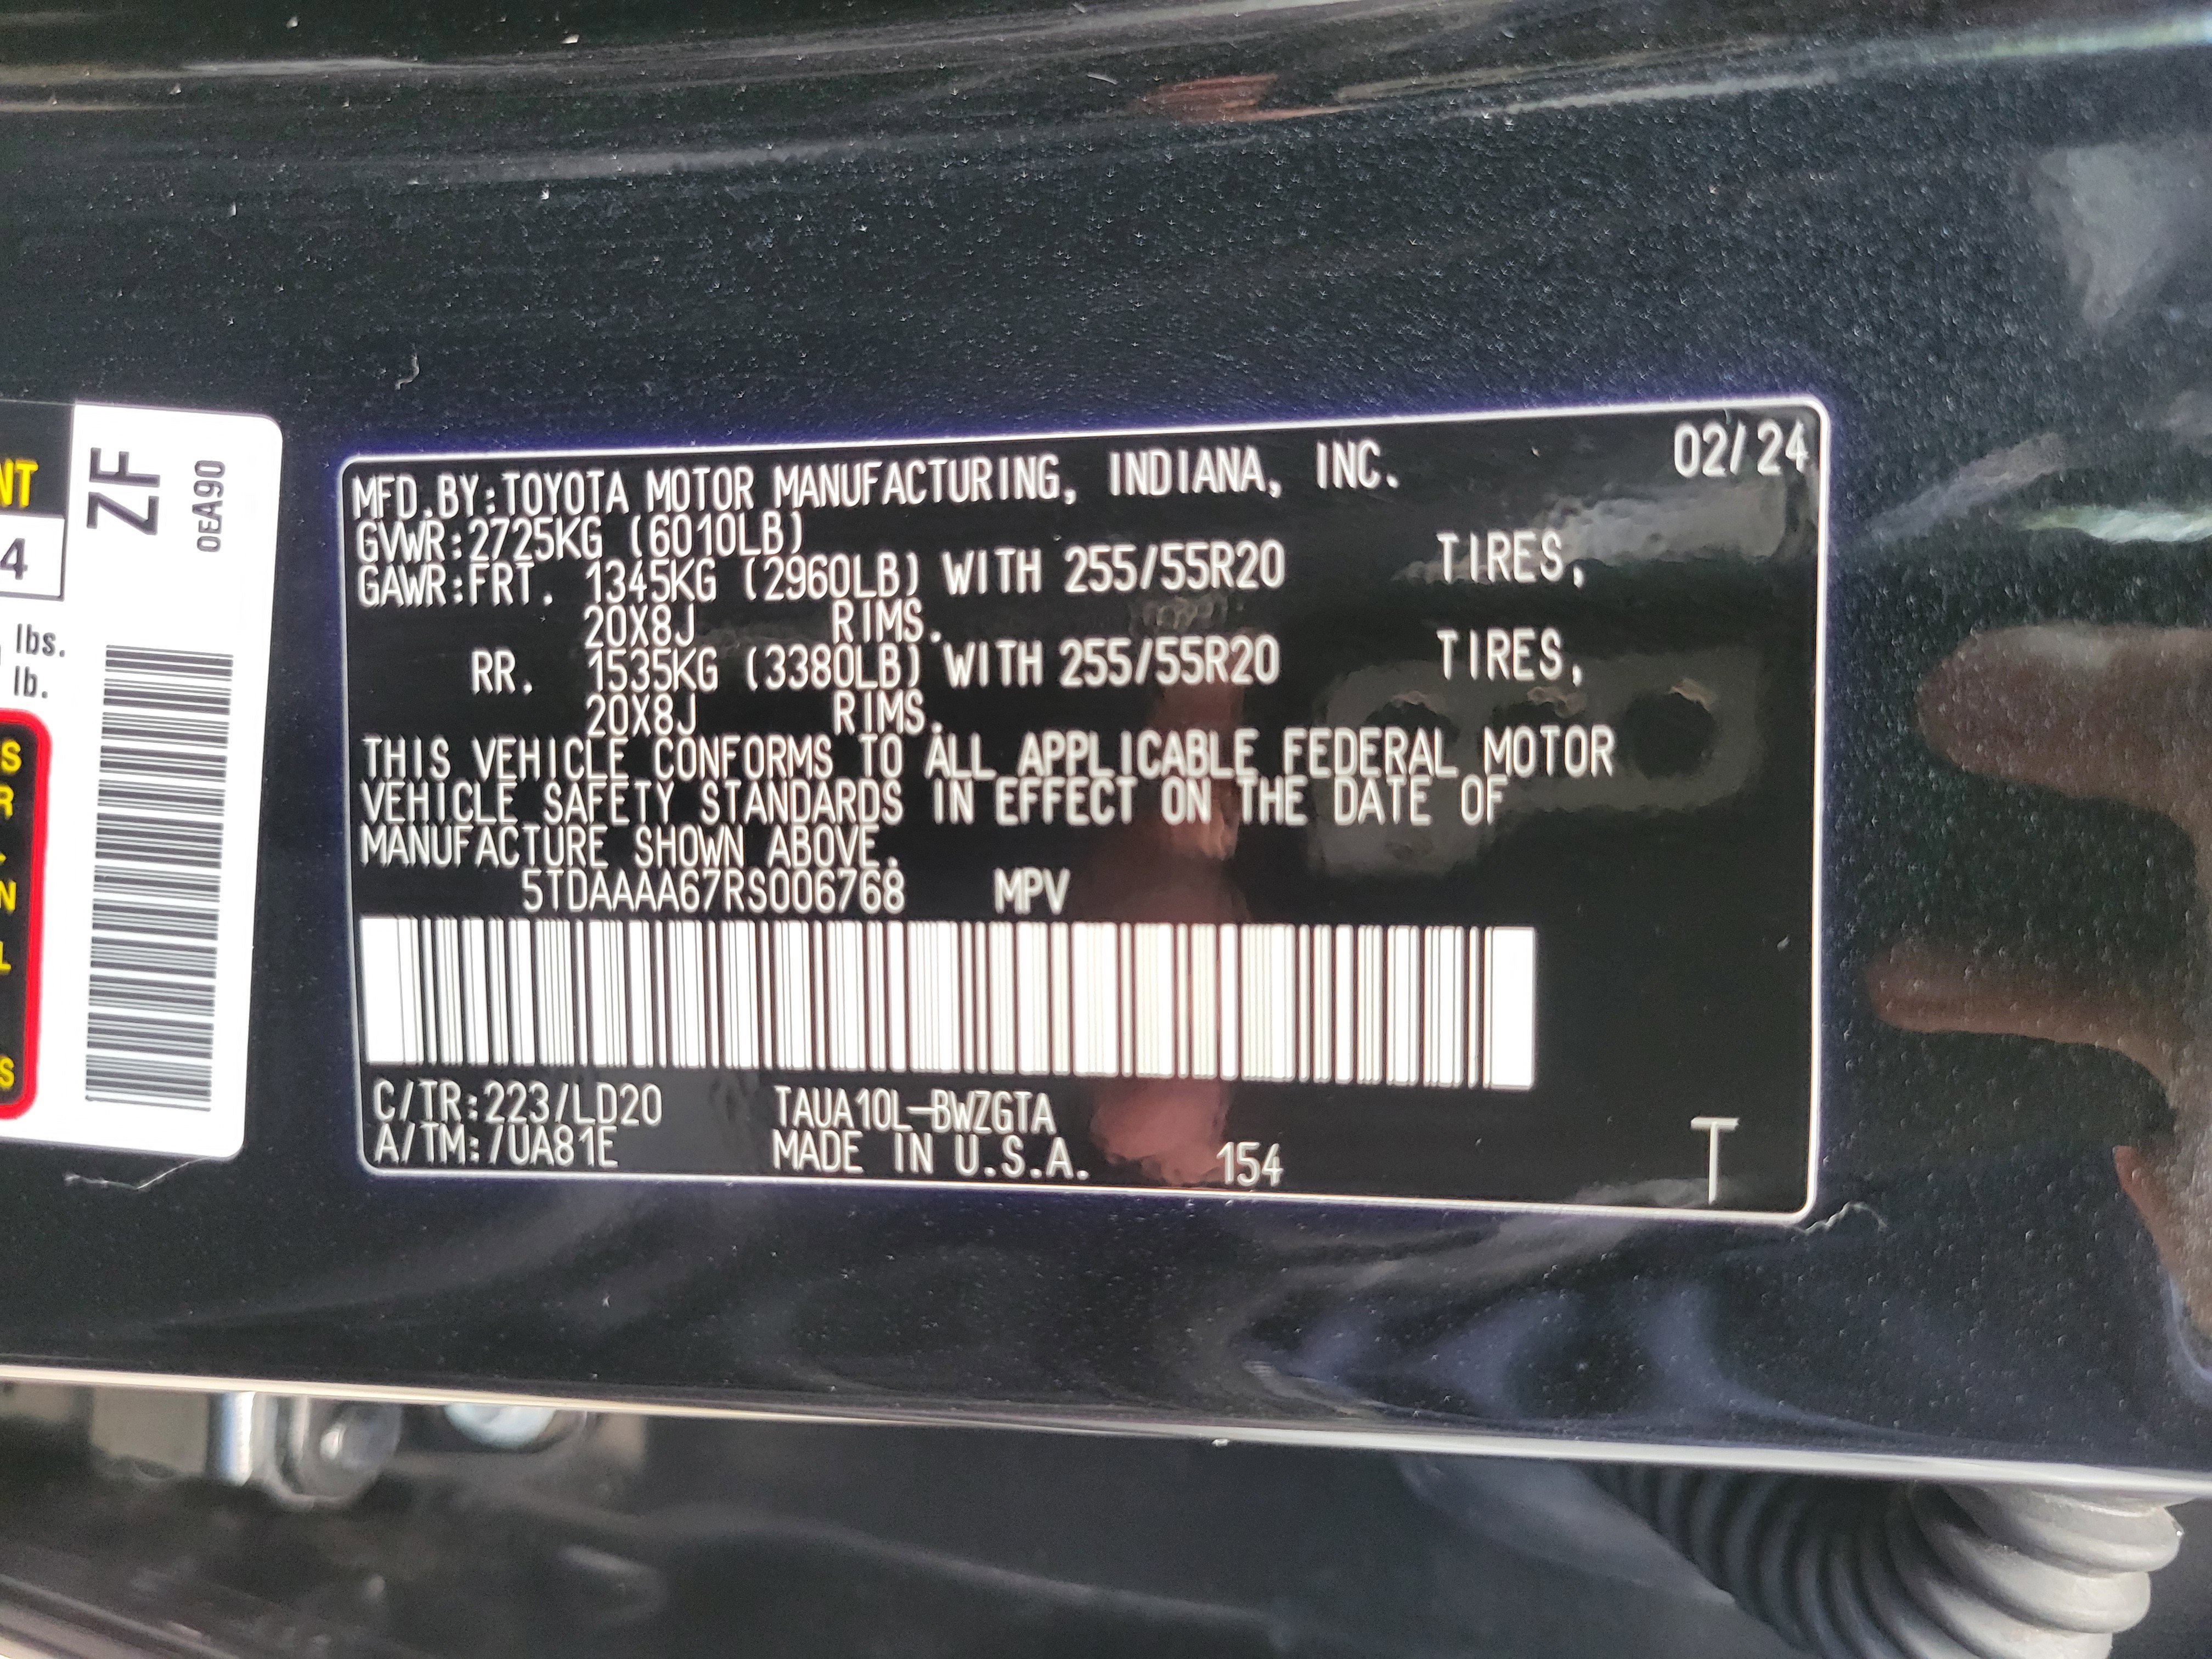 NT
4
lbs.
lb.
S
R
N
L
S
ZF
0EA90
MFD.BY:TOYOTA MOTOR MANUFACTURING, INDIANA, INC. 02/24
GVWR:2725KG (6010LB)
GAWR:FRT. 1345KG (2960LB) WITH 255/55R20 TIRES,
20X8J RIMS.
RR. 1535KG (3380LB) WITH 255/55R20 TIRES,
20X8J RIMS.
THIS VEHICLE CONFORMS TO ALL APPLICABLE FEDERAL MOTOR
VEHICLE SAFETY STANDARDS IN EFFECT ON THE DATE OF
MANUFACTURE SHOWN ABOVE.
5TDAAAA67RS006768 MPV
C/TR:223/LD20 TAUA10L-BWZGTA
A/TM:/UA81E MADE IN U.S.A. 154 T